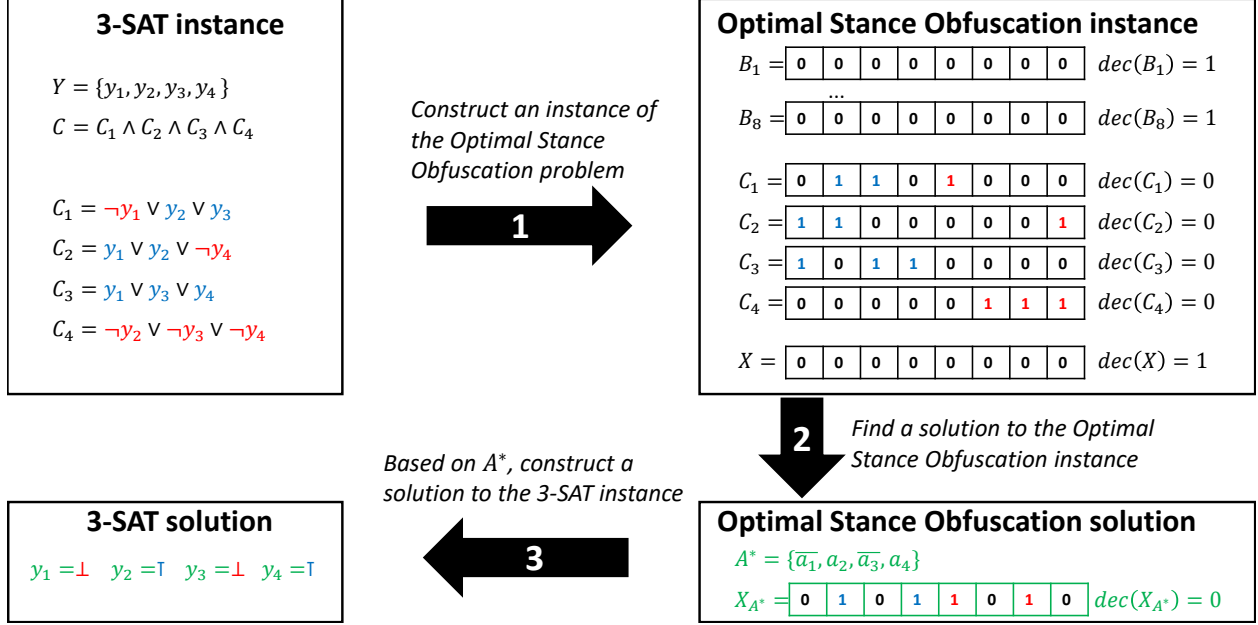 3-SAT instance
Y = {y₁, y₂, y₃, y₄}
C = C₁ ∧ C₂ ∧ C₃ ∧ C₄
C₁ = ¬y₁ ∨ y₂ ∨ y₃
C₂ = y₁ ∨ y₂ ∨ ¬y₄
C₃ = y₁ ∨ y₃ ∨ y₄
C₄ = ¬y₂ ∨ ¬y₃ ∨ ¬y₄
Construct an instance of
the Optimal Stance
Obfuscation problem
1
Optimal Stance Obfuscation instance
B₁ = 0 0 0 0 0 0 0 0 dec(B₁) = 1
...
B₈ = 0 0 0 0 0 0 0 0 dec(B₈) = 1
C₁ = 0 1 1 0 1 0 0 0 dec(C₁) = 0
C₂ = 1 1 0 0 0 0 0 1 dec(C₂) = 0
C₃ = 1 0 1 1 0 0 0 0 dec(C₃) = 0
C₄ = 0 0 0 0 0 1 1 1 dec(C₄) = 0
X = 0 0 0 0 0 0 0 0 dec(X) = 1
2
Find a solution to the Optimal
Stance Obfuscation instance
Optimal Stance Obfuscation solution
A* = {a̅₁, a₂, a̅₃, a₄}
X_A* = 0 1 0 1 1 0 1 0 dec(X_A*) = 0
Based on A*, construct a
solution to the 3-SAT instance
3
3-SAT solution
y₁ =⊥ y₂ =⊤ y₃ =⊥ y₄ =⊤